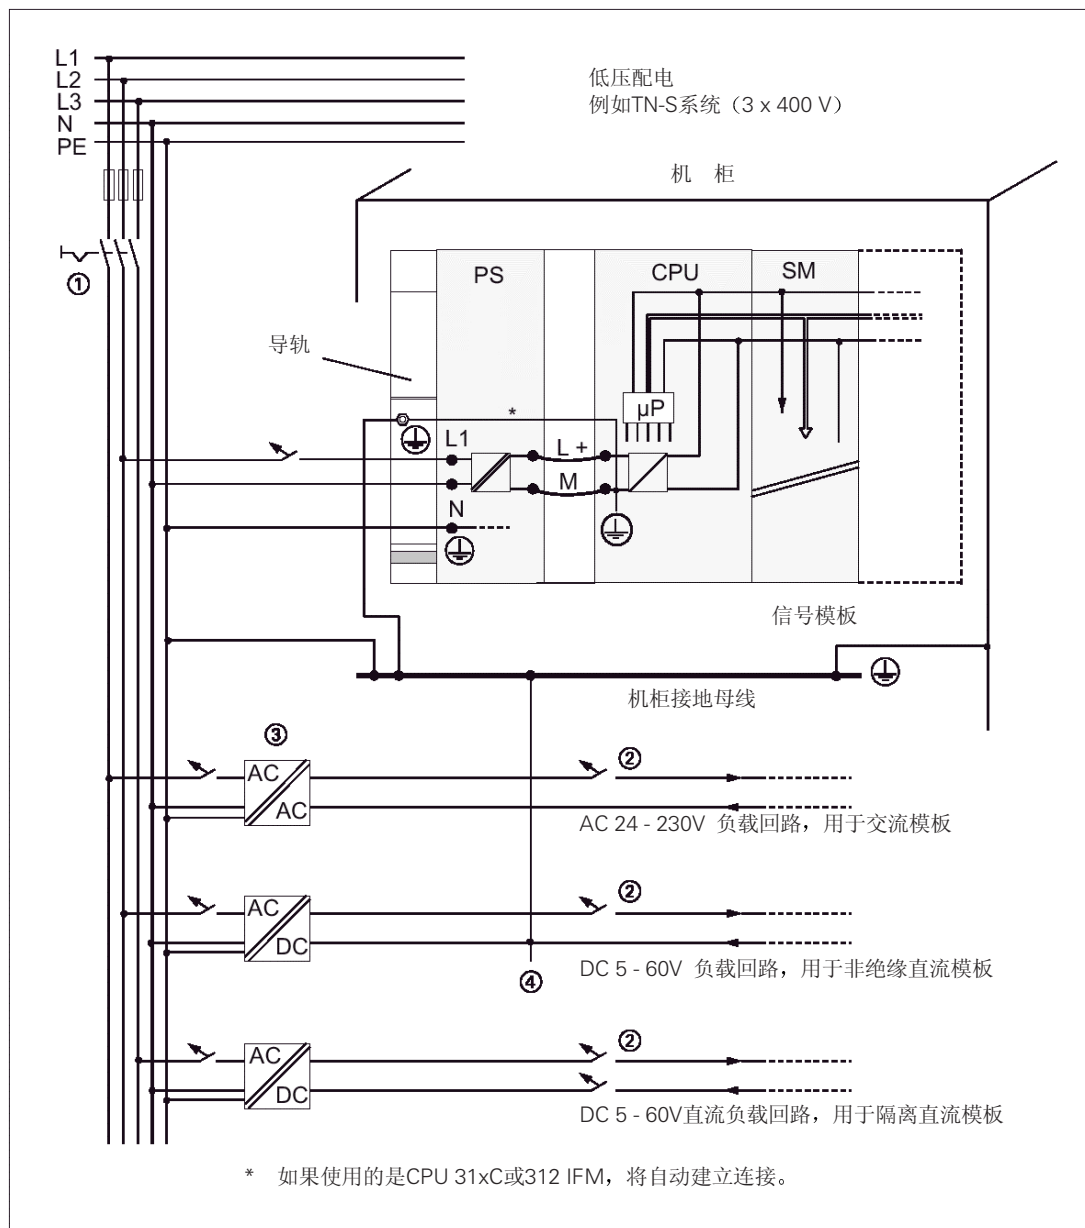 L1
L2
L3
N
PE
低压配电
例如TN-S系统（3 x 400 V）
机 柜
①
PS
CPU
SM
导轨
*
μP
L1
L +
M
N
信号模板
机柜接地母线
③
②
AC
AC
AC 24 - 230V 负载回路，用于交流模板
②
AC
DC
DC 5 - 60V 负载回路，用于非绝缘直流模板
④
②
AC
DC
DC 5 - 60V直流负载回路，用于隔离直流模板
* 如果使用的是CPU 31xC或312 IFM，将自动建立连接。